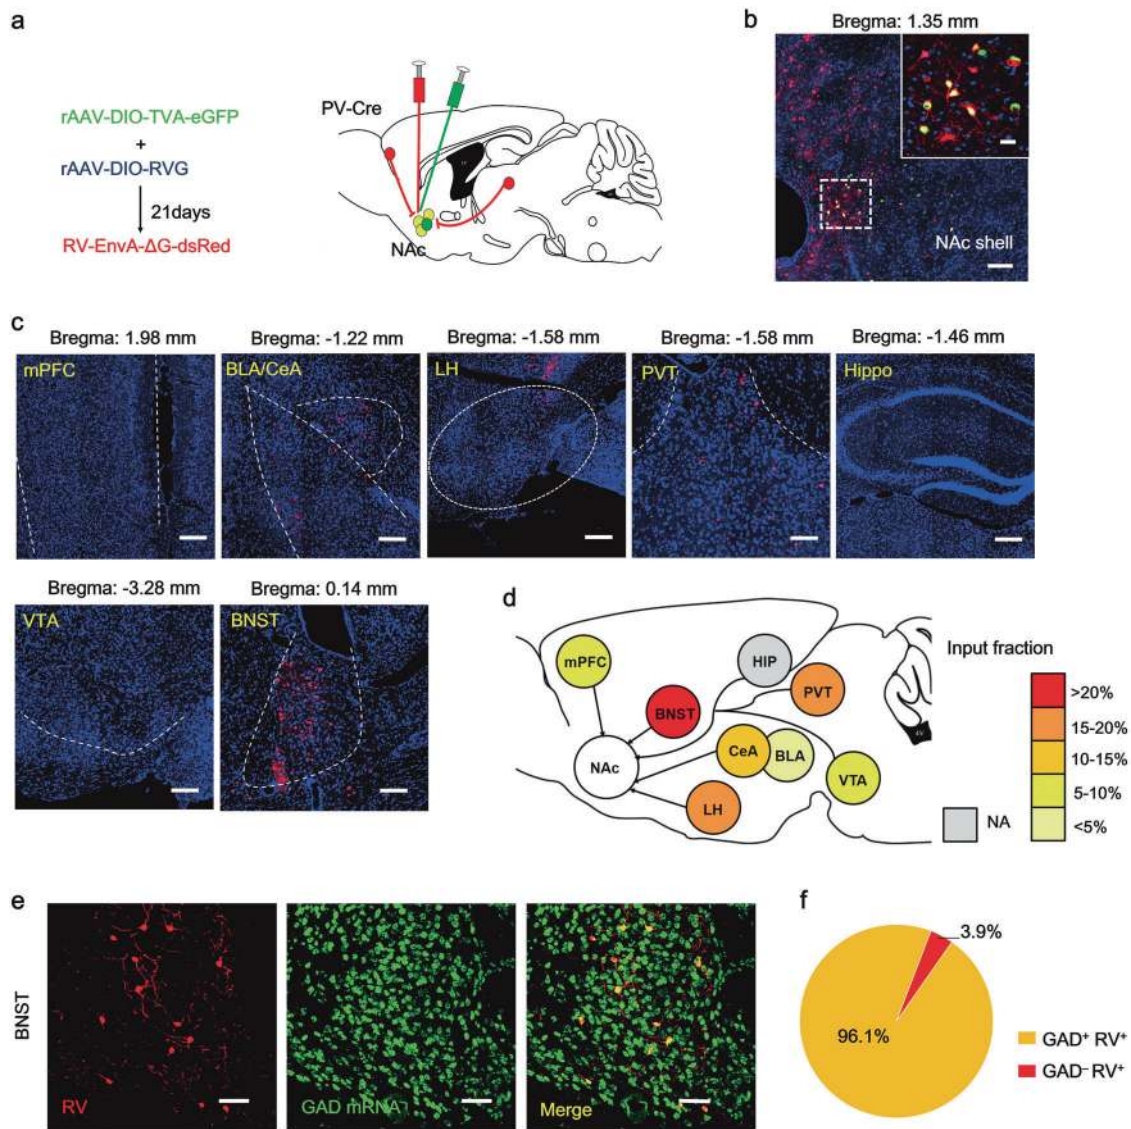 a
rAAV-DIO-TVA-eGFP
+
rAAV-DIO-RVG
21days
RV-EnvA-ΔG-dsRed
PV-Cre
NAc
b
Bregma: 1.35 mm
NAc shell
c
Bregma: 1.98 mm
mPFC
Bregma: -1.22 mm
BLA/CeA
Bregma: -1.58 mm
LH
Bregma: -1.58 mm
PVT
Bregma: -1.46 mm
Hippo
Bregma: -3.28 mm
VTA
Bregma: 0.14 mm
BNST
d
mPFC
HIP
PVT
BNST
CeA
BLA
NAc
VTA
LH
NA
Input fraction
>20%
15-20%
10-15%
5-10%
<5%
e
BNST
RV
GAD mRNA
Merge
f
3.9%
96.1%
GAD⁺ RV⁺
GAD⁻ RV⁺